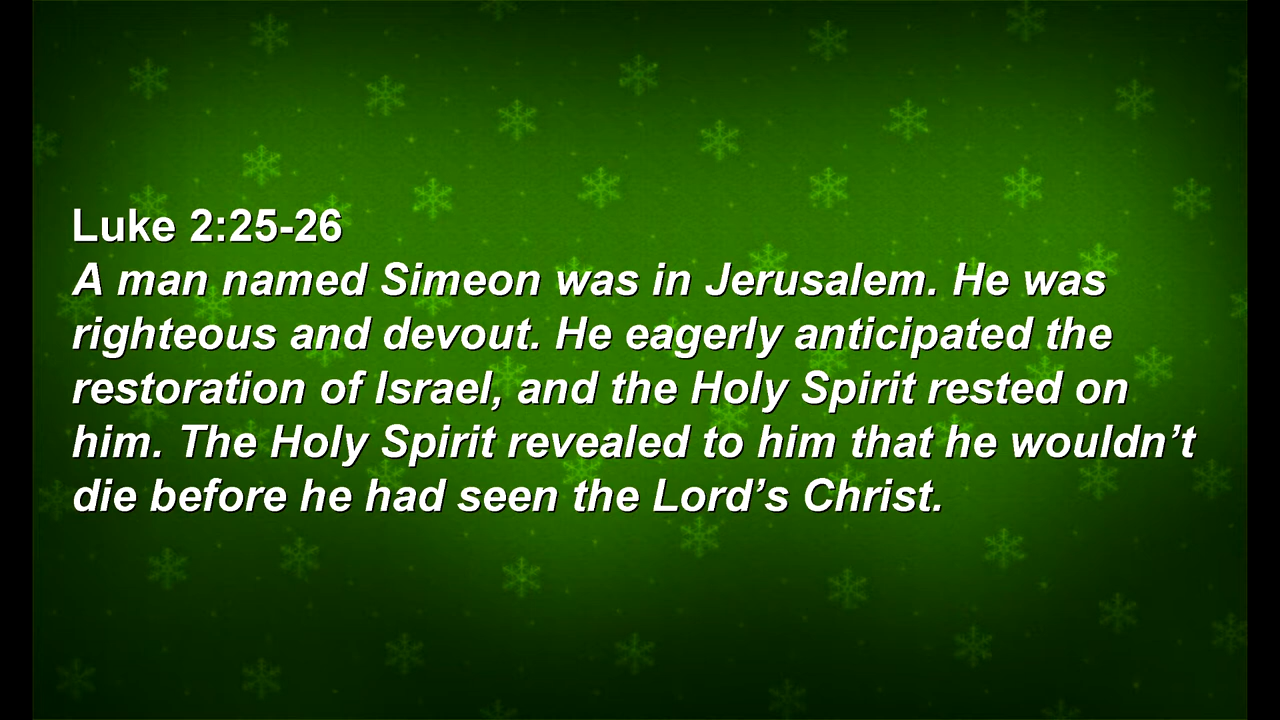 Luke 2:25-26
A man named Simeon was in Jerusalem. He was
righteous and devout. He eagerly anticipated the
restoration of Israel, and the Holy Spirit rested on
him. The Holy Spirit revealed to him that he wouldn’t
die before he had seen the Lord’s Christ.